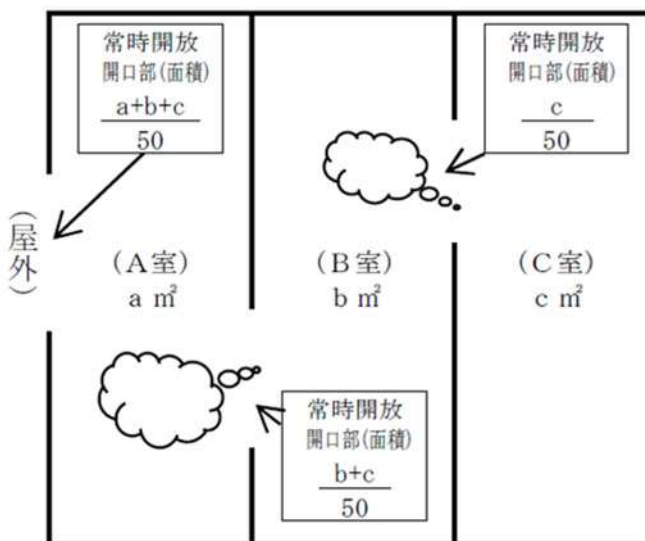 常時開放
開口部(面積)
a+b+c
50
常時開放
開口部(面積)
c
50
(屋外)
(A室)
a ㎡
(B室)
b ㎡
(C室)
c ㎡
常時開放
開口部(面積)
b+c
50